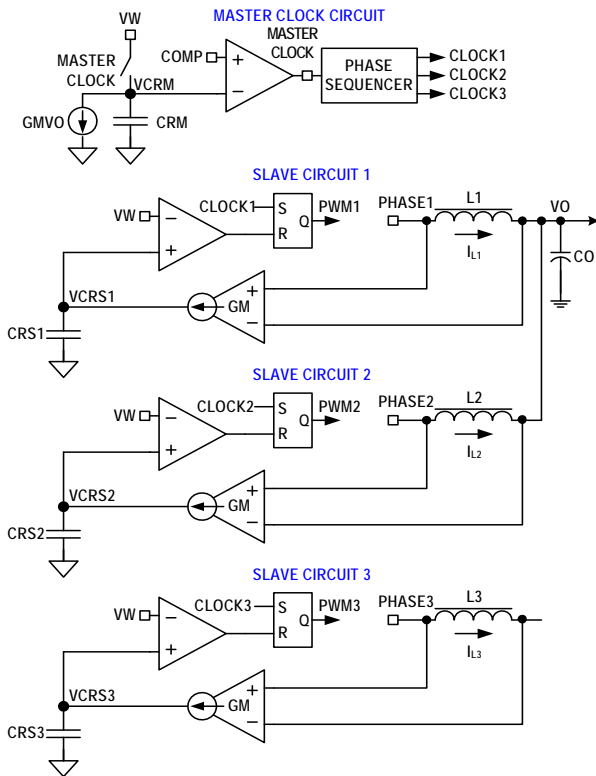 MASTER CLOCK CIRCUIT
VW
MASTER
CLOCK
VCRM
GMVO
CRM
COMP
+
−
MASTER
CLOCK
PHASE
SEQUENCER
CLOCK1
CLOCK2
CLOCK3
SLAVE CIRCUIT 1
VW
−
+
CLOCK1
S
R
Q
PWM1
PHASE1
L1
IL1
VO
CO
VCRS1
CRS1
GM
+
−
SLAVE CIRCUIT 2
VW
−
+
CLOCK2
S
R
Q
PWM2
PHASE2
L2
IL2
VCRS2
CRS2
GM
+
−
SLAVE CIRCUIT 3
VW
−
+
CLOCK3
S
R
Q
PWM3
PHASE3
L3
IL3
VCRS3
CRS3
GM
+
−